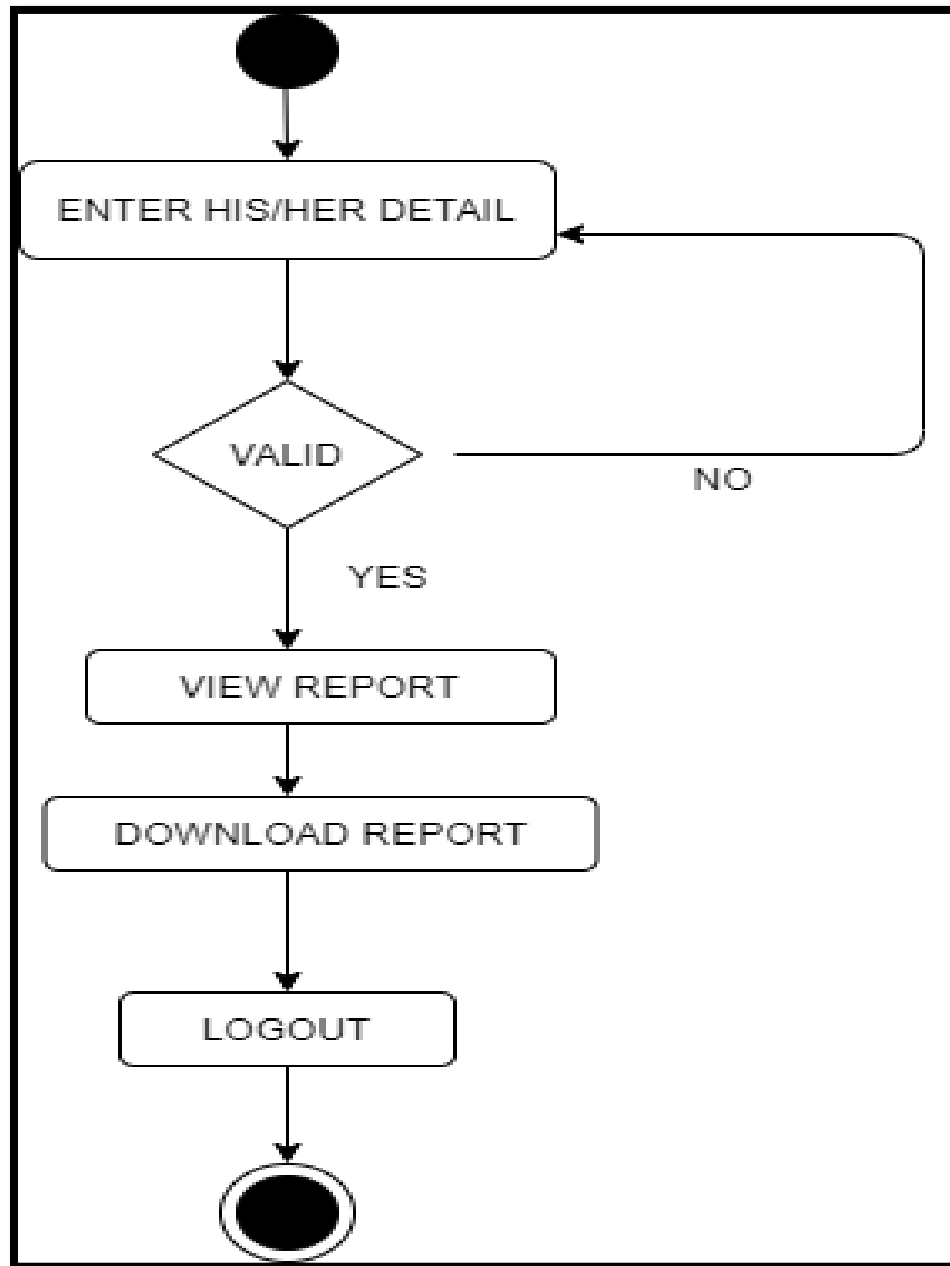 ENTER HIS/HER DETAIL
VALID
NO
YES
VIEW REPORT
DOWNLOAD REPORT
LOGOUT